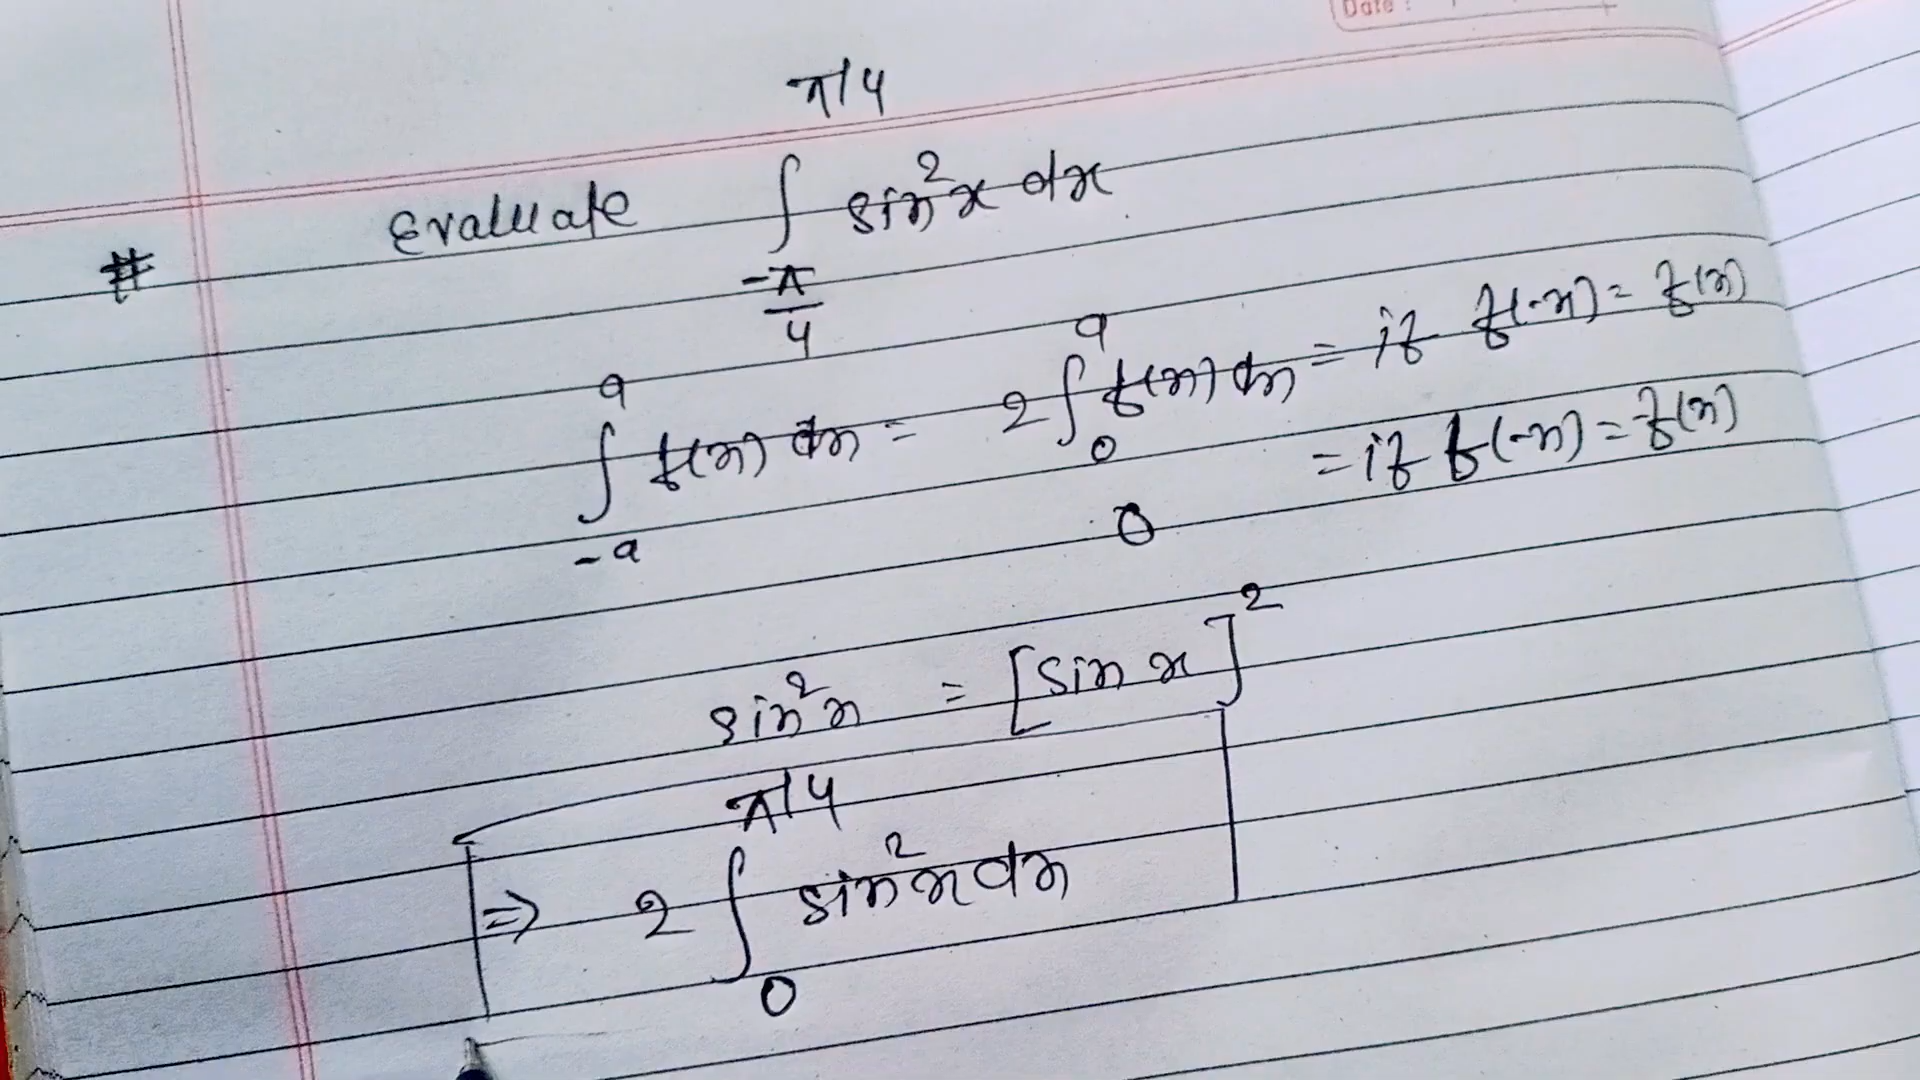 Date :
π/4
# Evaluate ∫ sin²x dx
-π/4
a a
∫ f(x) dx = 2∫ f(x) dx = if f(-x) = f(x)
-a 0
0 = if f(-x) = f(x)
sin²x = [sin x]²
π/4
⇒ 2 ∫ sin²x dx
0